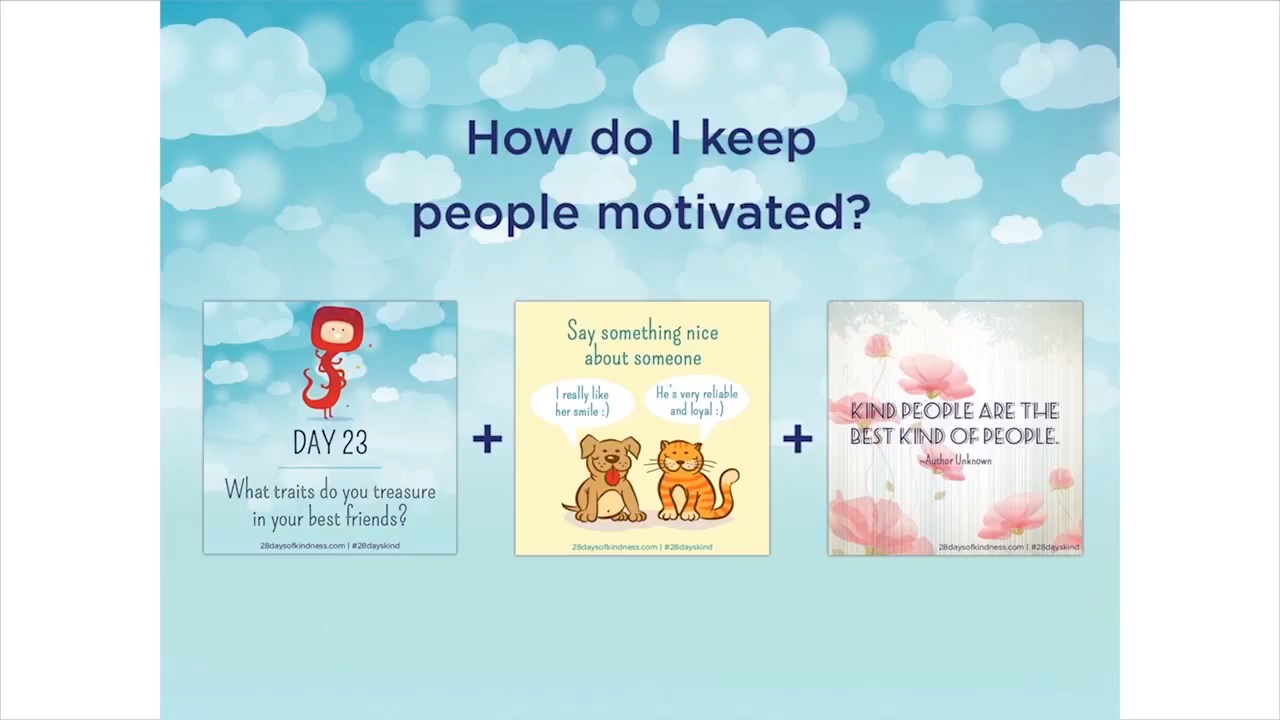 How do I keep
people motivated?
DAY 23
What traits do you treasure
in your best friends?
28daysofkindness.com | #28dayskind
+
Say something nice
about someone
I really like
her smile :)
He's very reliable
and loyal :)
28daysofkindness.com | #28dayskind
+
KIND PEOPLE ARE THE
BEST KIND OF PEOPLE.
~Author Unknown
28daysofkindness.com | #28dayskind